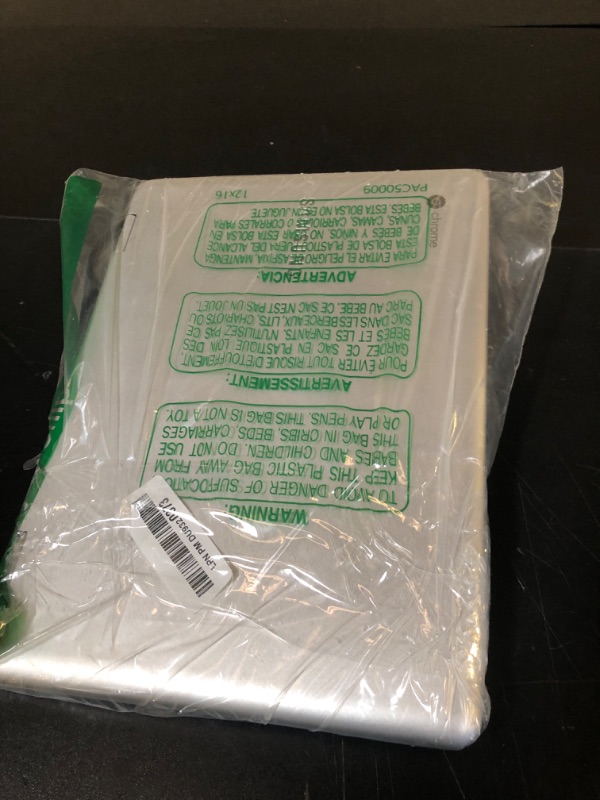 WARNING:
TO AVOID DANGER OF SUFFOCATIO
KEEP THIS PLASTIC BAG AWAY FROM
BABIES AND CHILDREN. DO NOT USE
THIS BAG IN CRIBS, BEDS, CARRIAGES
OR PLAY PENS. THIS BAG IS NOT A TOY
AVERTISSEMENT:
POUR EVITER TOUT RISQUE D'ETOUFFEMENT,
GARDEZ CE SAC EN PLASTIQUE LOIN DES
BEBES ET LES ENFANTS. N'UTILISEZ PAS CE
SAC DANS LES BERCEAUX, LITS, CHARIOTS OU
PARC AU BEBE. CE SAC N'EST PAS UN JOUET.
ADVERTENCIA:
PARA EVITAR EL PELIGRO DE ASFIXIA, MANTENGA
ESTA BOLSA DE PLASTICO FUERA DEL ALCANCE
DE BEBES Y NINOS. NO USAR ESTA BOLSA EN
CUNAS, CAMAS, CARRIOLAS O CORRALES PARA
BEBES. ESTA BOLSA NO ES UN JUGUETE
PAC50009
12x16
chrome
LPN PM DU932